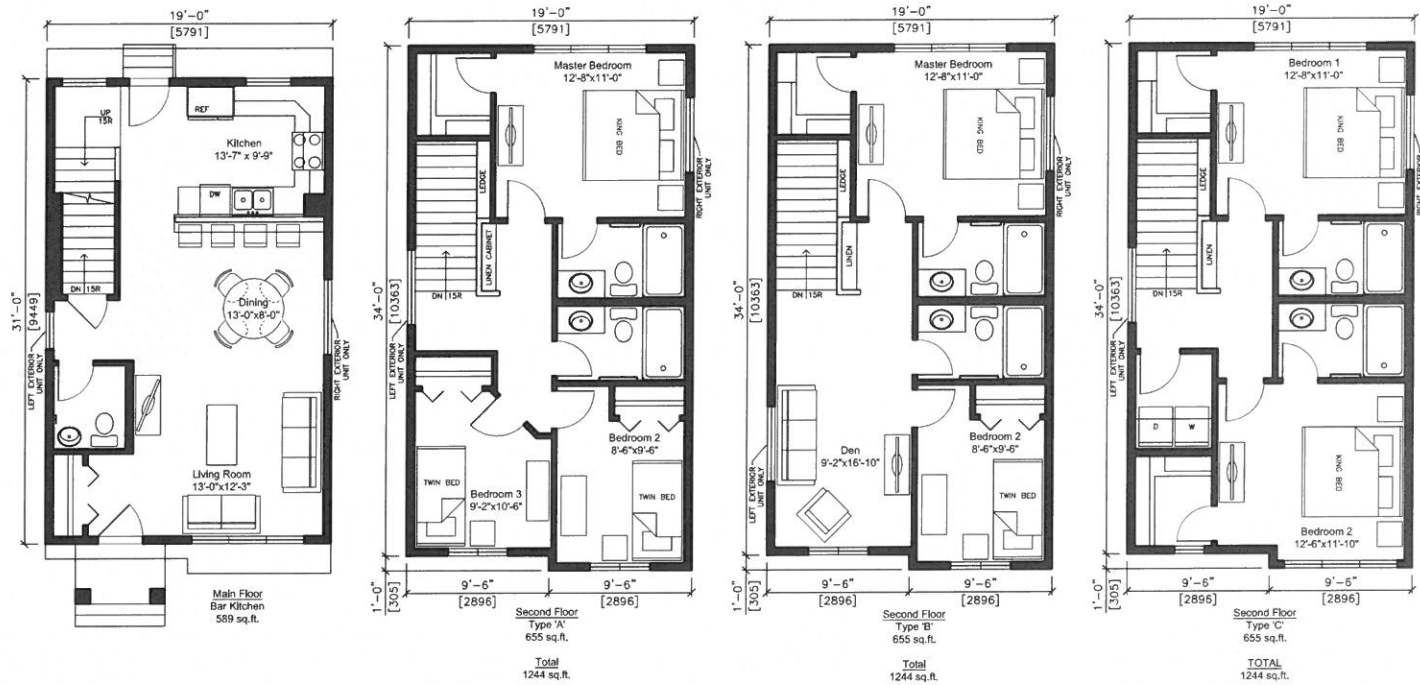 19'-0"
[5791]
31'-0"
[9449]
UP
15R
REF
Kitchen
13'-7" x 9'-9"
DW
DN 15R
Dining
13'-0"x8'-0"
LEFT EXTERIOR
UNIT ONLY
RIGHT EXTERIOR
UNIT ONLY
Living Room
13'-0"x12'-3"
Main Floor
Bar Kitchen
589 sq.ft.
19'-0"
[5791]
34'-0"
[10363]
Master Bedroom
12'-8"x11'-0"
KING BED
LEDGE
RIGHT EXTERIOR
UNIT ONLY
LINEN CABINET
DN 15R
LEFT EXTERIOR
UNIT ONLY
Bedroom 2
8'-6"x9'-6"
TWIN BED
Bedroom 3
9'-2"x10'-6"
TWIN BED
1'-0"
[305]
9'-6"
[2896]
9'-6"
[2896]
Second Floor
Type 'A'
655 sq.ft.
Total
1244 sq.ft.
19'-0"
[5791]
34'-0"
[10363]
Master Bedroom
12'-8"x11'-0"
KING BED
LEDGE
RIGHT EXTERIOR
UNIT ONLY
LINEN
DN 15R
LEFT EXTERIOR
UNIT ONLY
Den
9'-2"x16'-10"
Bedroom 2
8'-6"x9'-6"
TWIN BED
1'-0"
[305]
9'-6"
[2896]
9'-6"
[2896]
Second Floor
Type 'B'
655 sq.ft.
Total
1244 sq.ft.
19'-0"
[5791]
34'-0"
[10363]
Bedroom 1
12'-8"x11'-0"
KING BED
LEDGE
RIGHT EXTERIOR
UNIT ONLY
LINEN
DN 15R
LEFT EXTERIOR
UNIT ONLY
D
W
KING BED
Bedroom 2
12'-6"x11'-10"
1'-0"
[305]
9'-6"
[2896]
9'-6"
[2896]
Second Floor
Type 'C'
655 sq.ft.
TOTAL
1244 sq.ft.